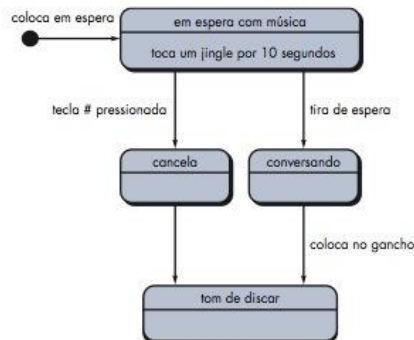 coloca em espera
em espera com música
toca um jingle por 10 segundos
tecla # pressionada
tira de espera
cancela
conversando
coloca no gancho
tom de discar